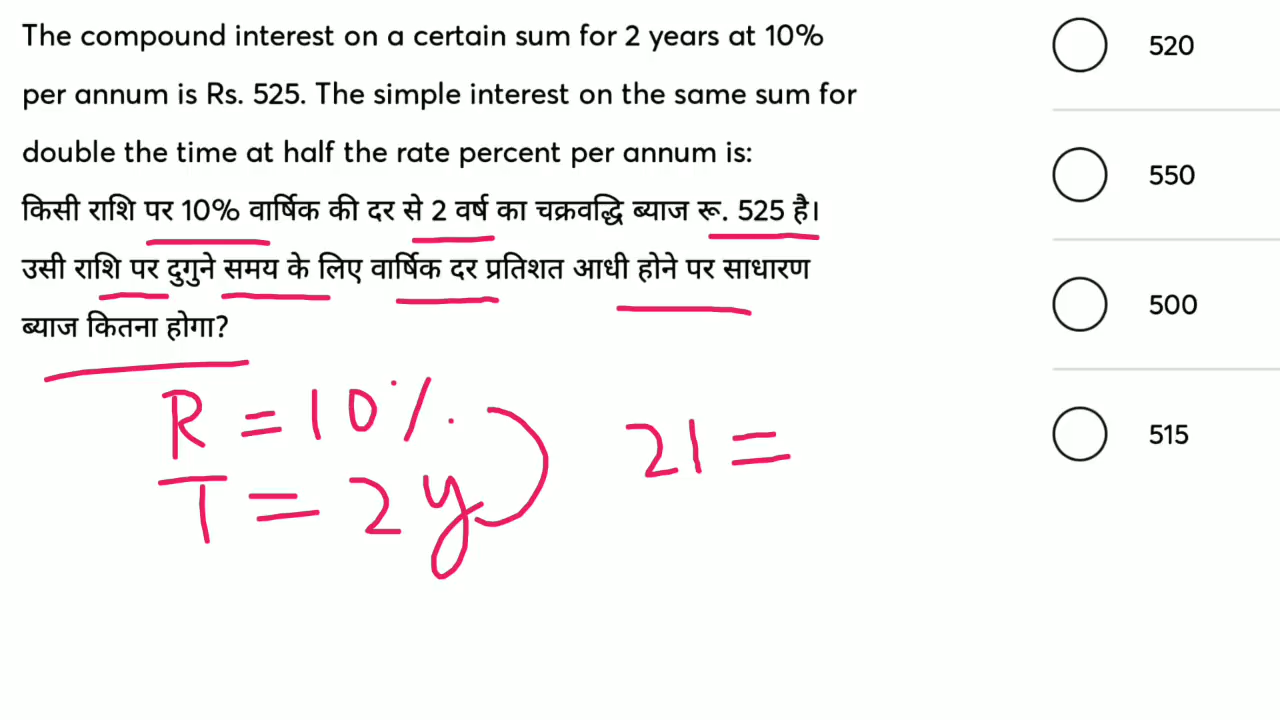 The compound interest on a certain sum for 2 years at 10%
per annum is Rs. 525. The simple interest on the same sum for
double the time at half the rate percent per annum is:
किसी राशि पर 10% वार्षिक की दर से 2 वर्ष का चक्रवद्धि ब्याज रू. 525 है।
उसी राशि पर दुगुने समय के लिए वार्षिक दर प्रतिशत आधी होने पर साधारण
ब्याज कितना होगा?
520
550
500
515
R = 10%
T = 2y
21 =